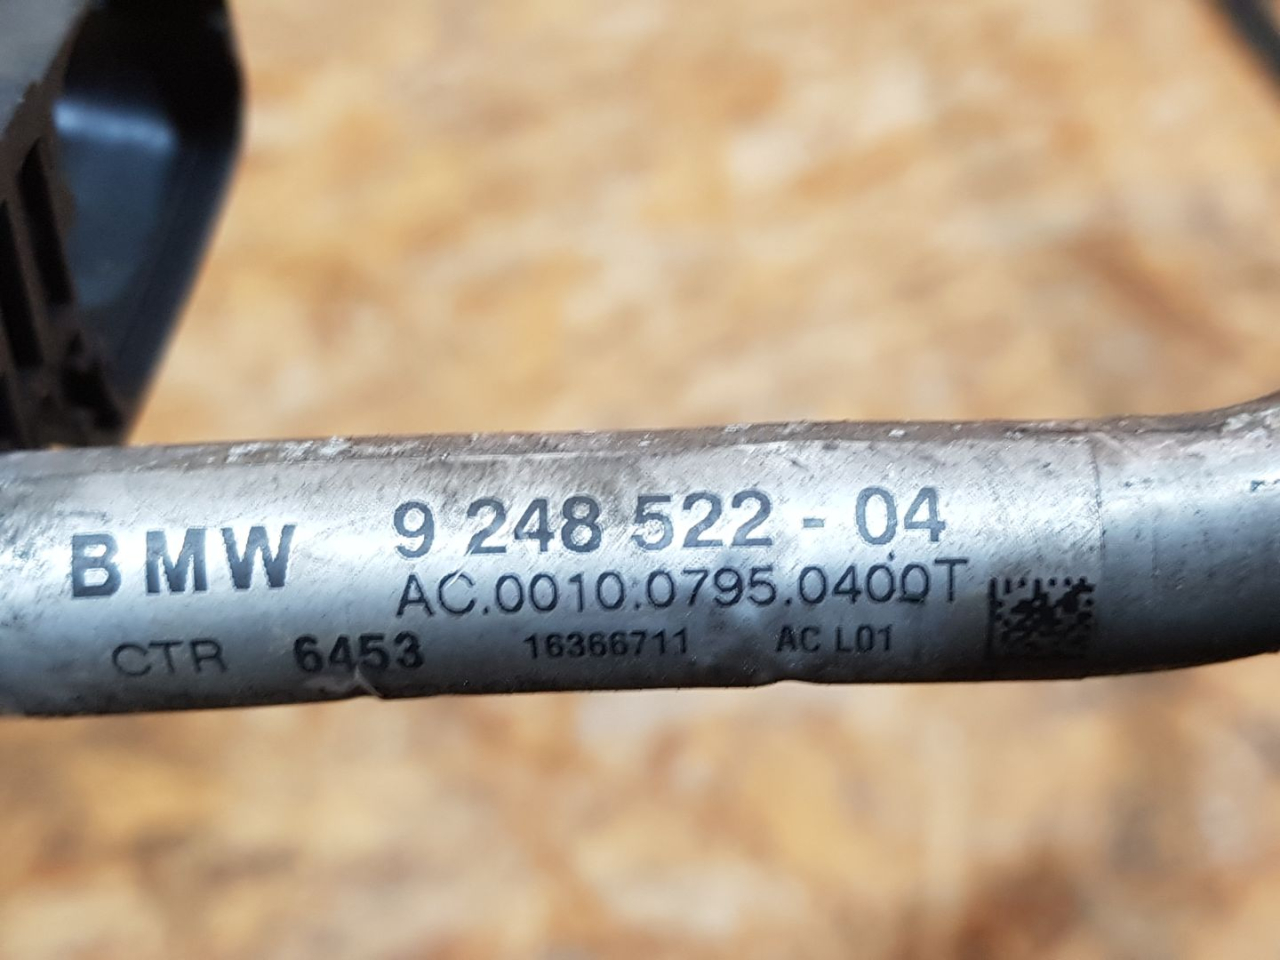 BMW 9 248 522 - 04
AC.0010.0795.0400T
CTR 6453 16366711 AC L01